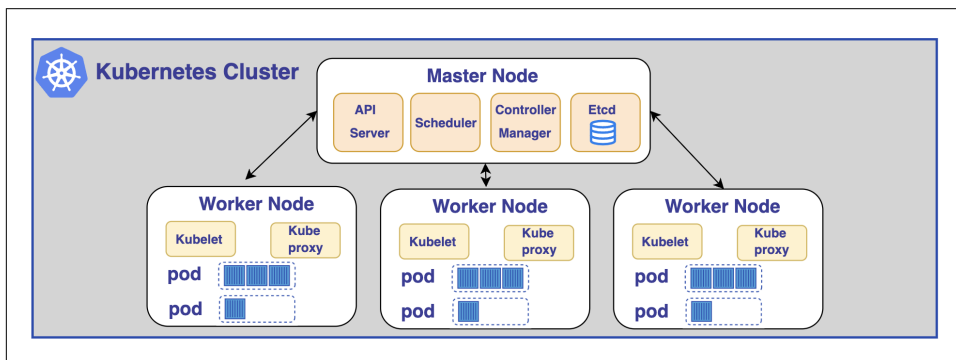 Kubernetes Cluster
Master Node
API
Server
Scheduler
Controller
Manager
Etcd
Worker Node
Kubelet
Kube
proxy
pod
pod
Worker Node
Kubelet
Kube
proxy
pod
pod
Worker Node
Kubelet
Kube
proxy
pod
pod